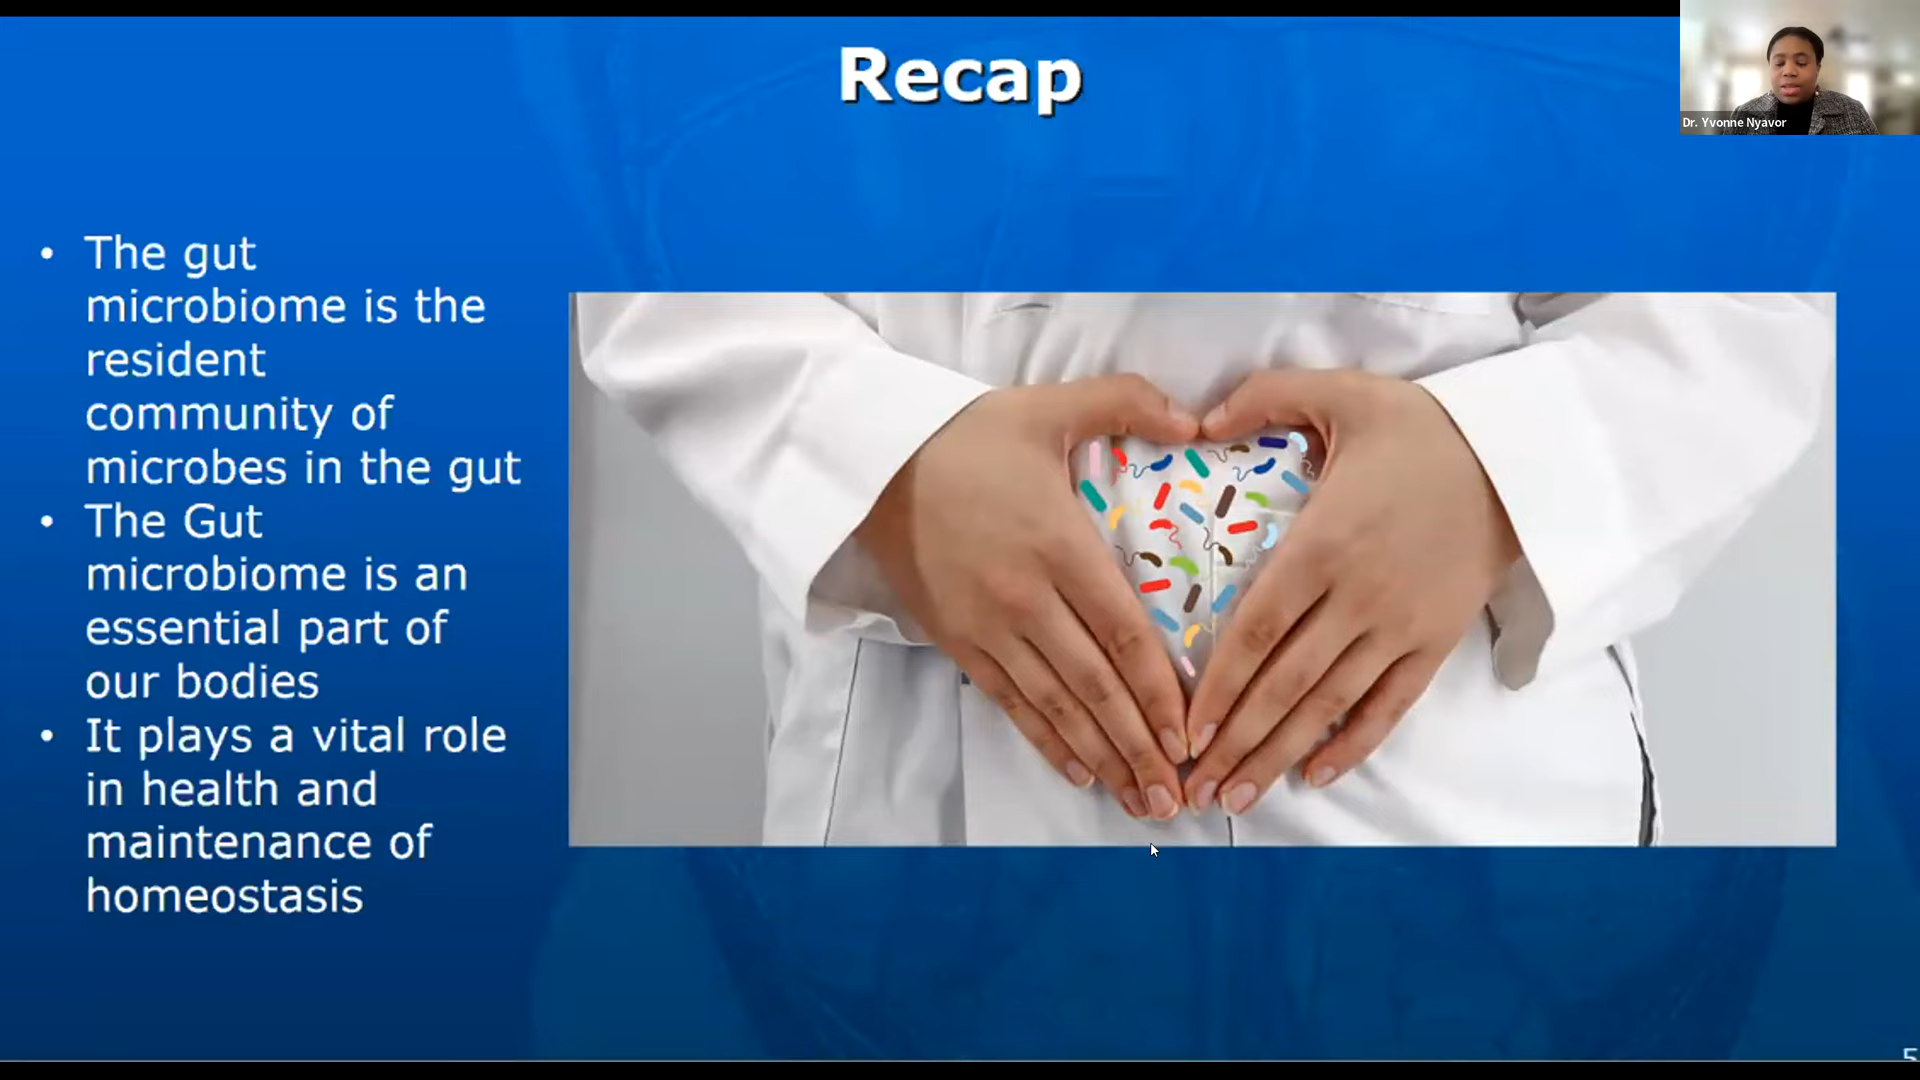 Recap
Dr. Yvonne Nyavor
• The gut
microbiome is the
resident
community of
microbes in the gut
• The Gut
microbiome is an
essential part of
our bodies
• It plays a vital role
in health and
maintenance of
homeostasis
5